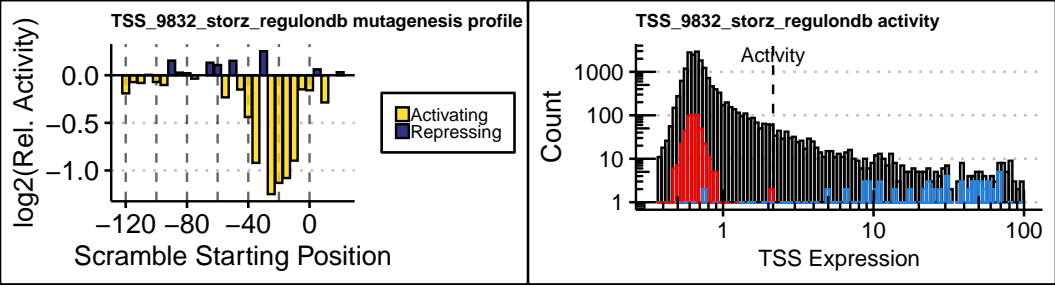 TSS_9832_storz_regulondb mutagenesis profile
log2(Rel. Activity)
0.0
−0.5
−1.0
−120 −80 −40 0
Scramble Starting Position
Activating
Repressing
TSS_9832_storz_regulondb activity
Activity
Count
1000
100
10
1
1 10 100
TSS Expression